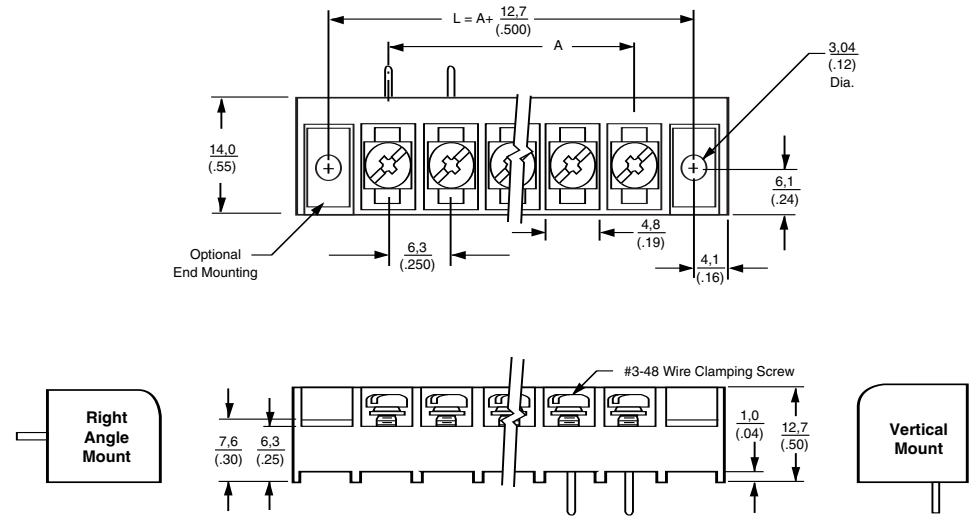 L = A+ 12,7
(.500)
A
3,04
(.12)
Dia.
14,0
(.55)
6,1
(.24)
4,8
(.19)
Optional
End Mounting
6,3
(.250)
4,1
(.16)
#3-48 Wire Clamping Screw
Right
Angle
Mount
7,6
(.30)
6,3
(.25)
1,0
(.04)
12,7
(.50)
Vertical
Mount